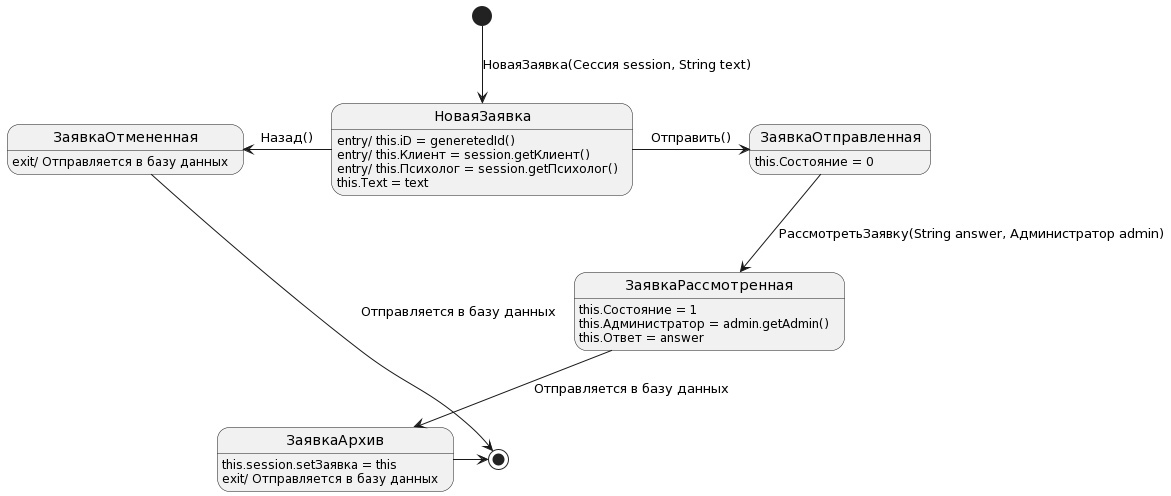 НоваяЗаявка(Сессия session, String text)
НоваяЗаявка
entry/ this.iD = generetedId()
entry/ this.Клиент = session.getКлиент()
entry/ this.Психолог = session.getПсихолог()
this.Text = text
Назад()
ЗаявкаОтмененная
exit/ Отправляется в базу данных
Отправить()
ЗаявкаОтправленная
this.Состояние = 0
РассмотретьЗаявку(String answer, Администратор admin)
ЗаявкаРассмотренная
this.Состояние = 1
this.Администратор = admin.getAdmin()
this.Ответ = answer
Отправляется в базу данных
Отправляется в базу данных
ЗаявкаАрхив
this.session.setЗаявка = this
exit/ Отправляется в базу данных